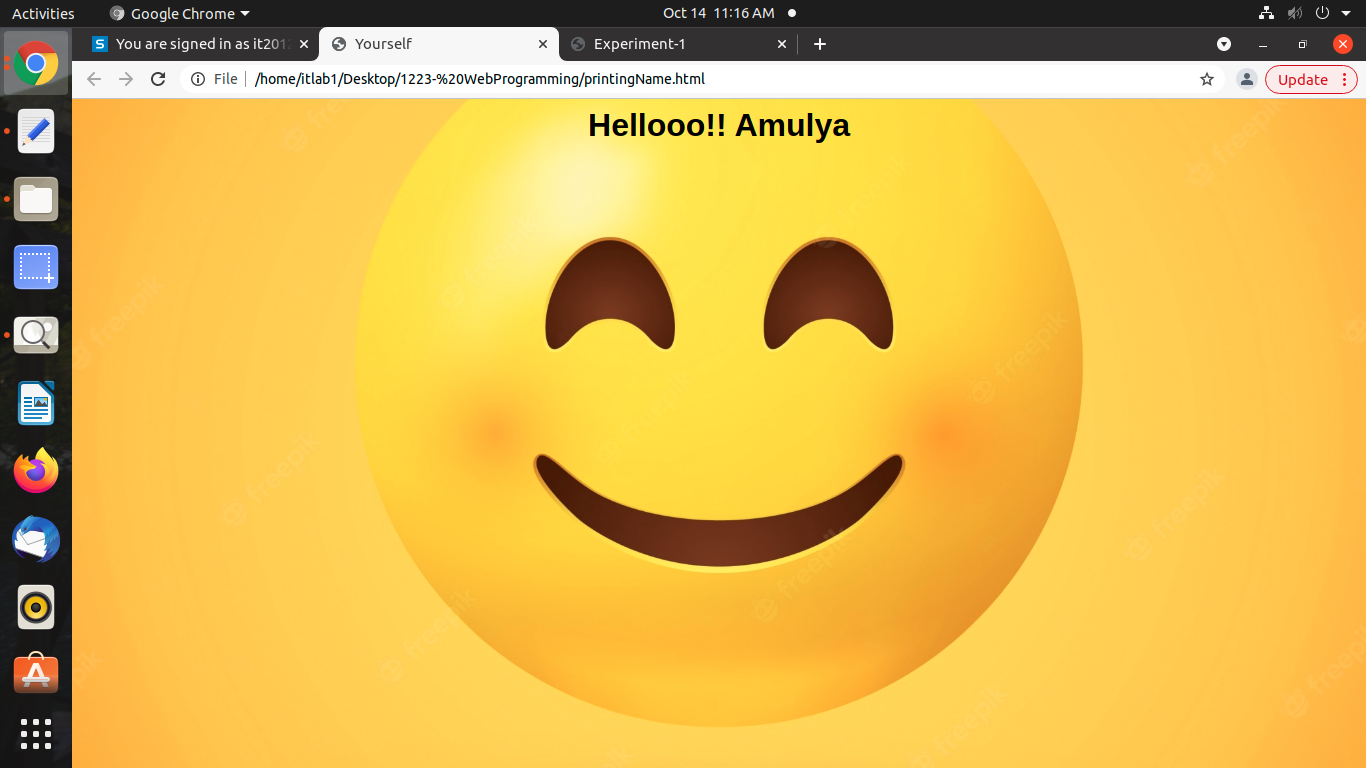 Activities
Google Chrome
Oct 14 11:16 AM
You are signed in as it201
Yourself
Experiment-1
File
/home/itlab1/Desktop/1223-%20WebProgramming/printingName.html
Update
Hellooo!! Amulya
freepik
freepik
freepik
freepik
freepik
freepik
freepik
freepik
freepik
freepik